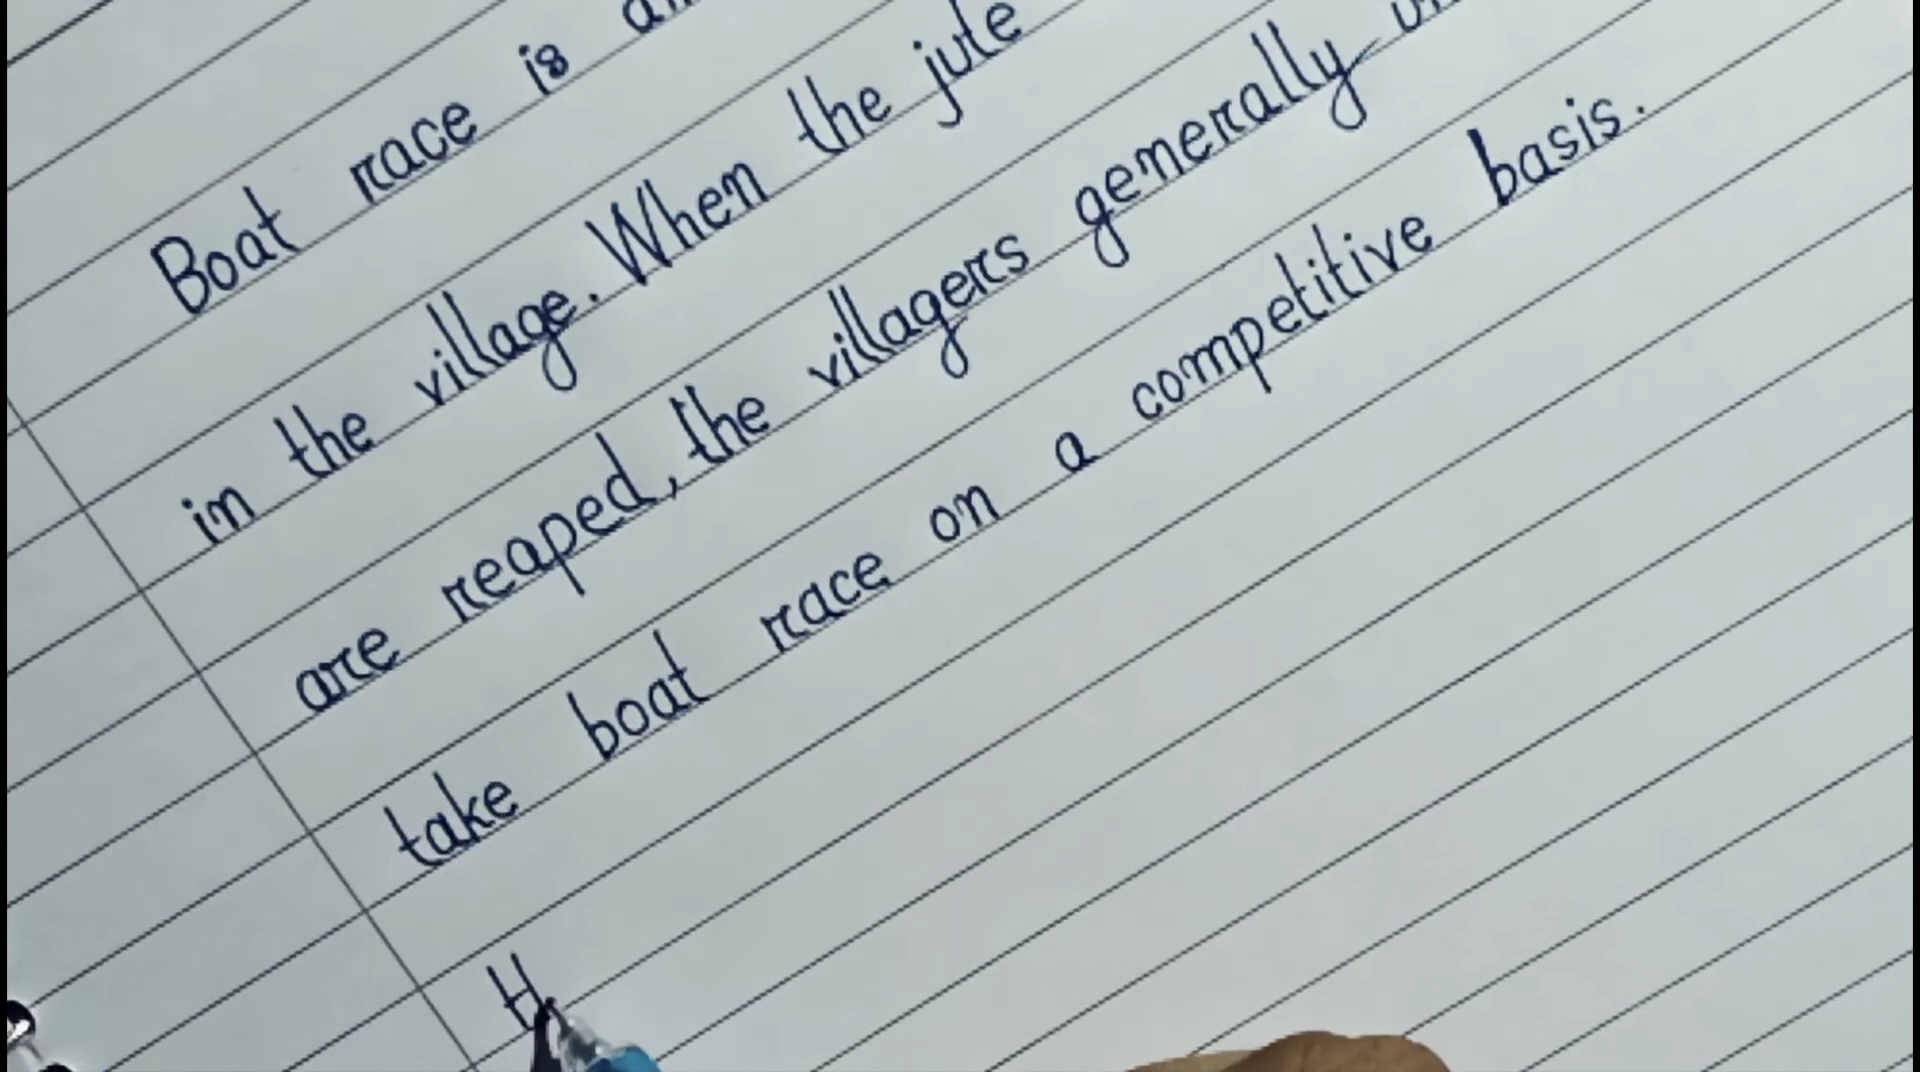 Boat race is
in the village. When the jute
are reaped, the villagers generally
take boat race on a competitive basis.
H